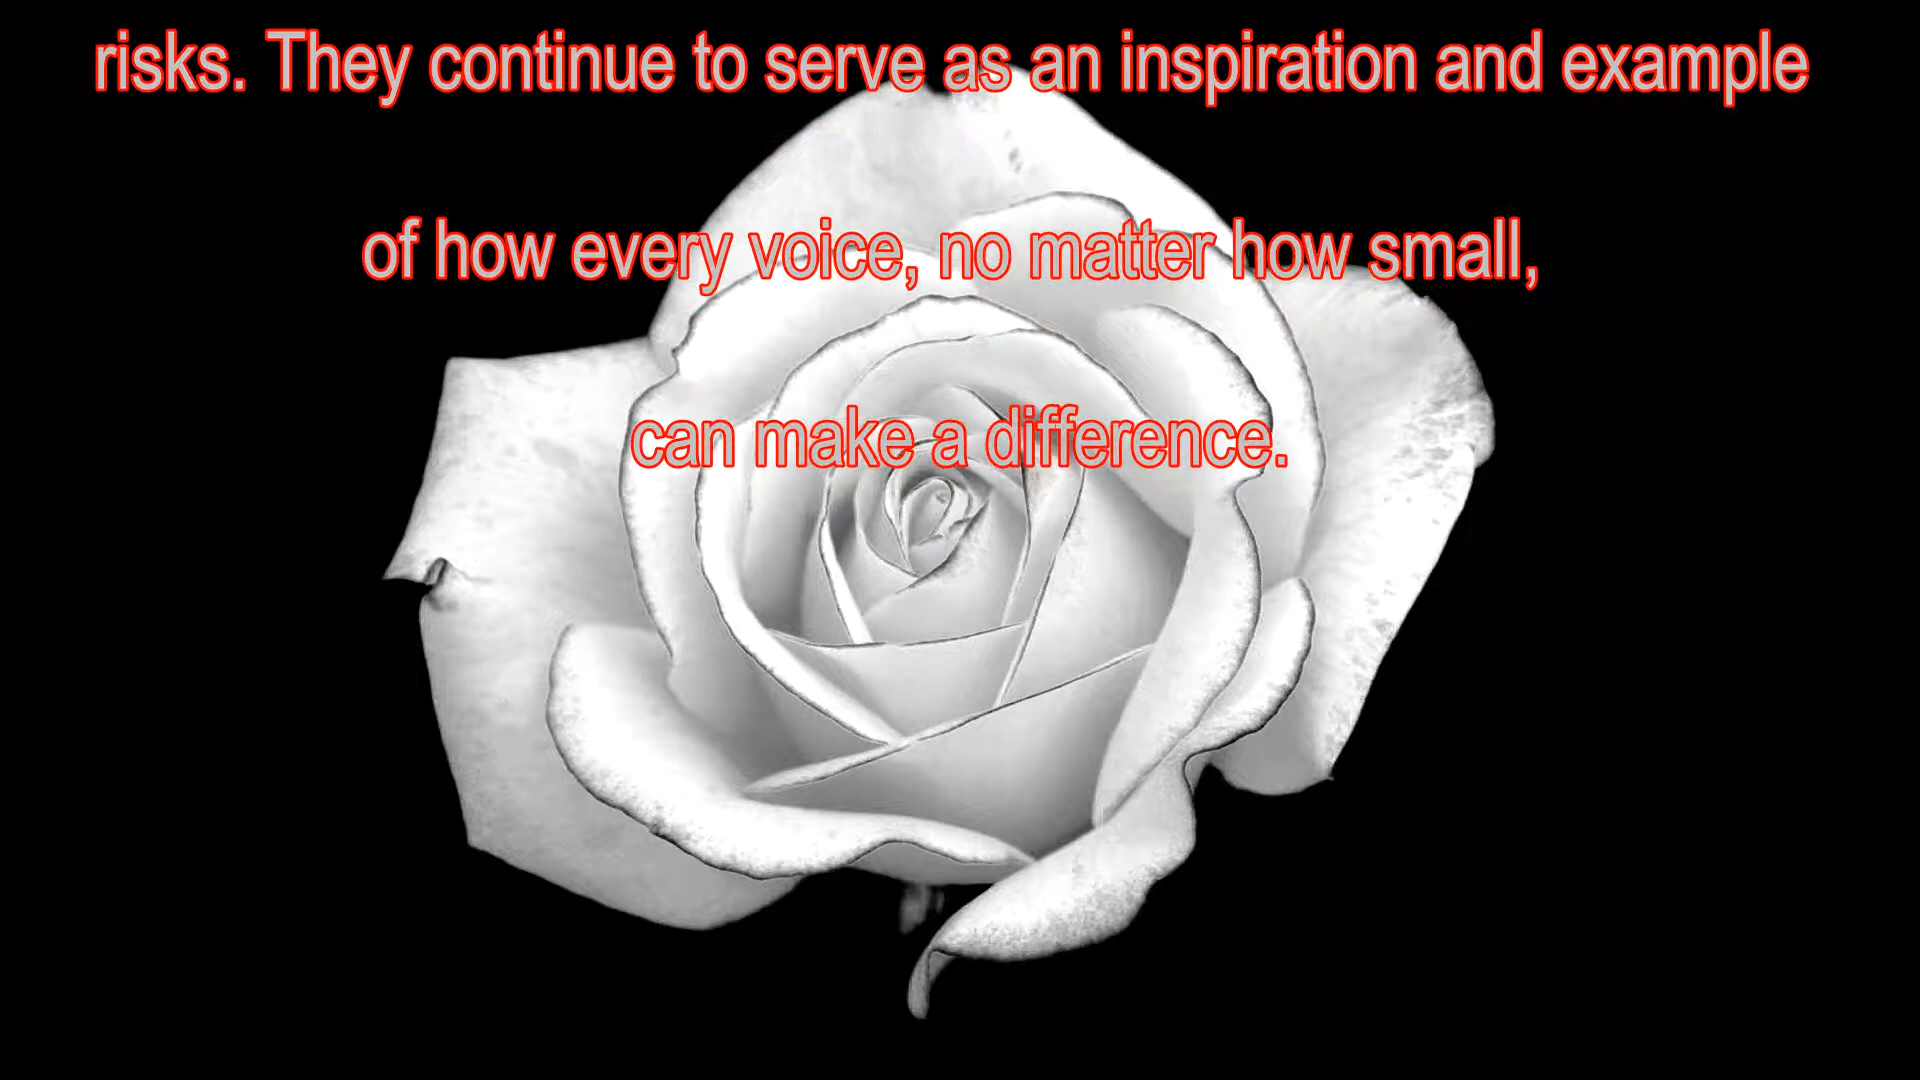 risks. They continue to serve as an inspiration and example
of how every voice, no matter how small,
can make a difference.